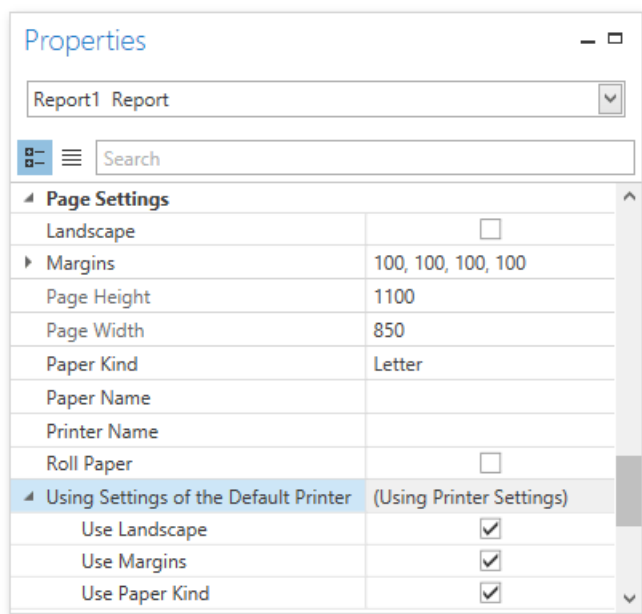 Properties
Report1 Report
Search
Page Settings
Landscape
Margins 100, 100, 100, 100
Page Height 1100
Page Width 850
Paper Kind Letter
Paper Name
Printer Name
Roll Paper
Using Settings of the Default Printer (Using Printer Settings)
Use Landscape
Use Margins
Use Paper Kind